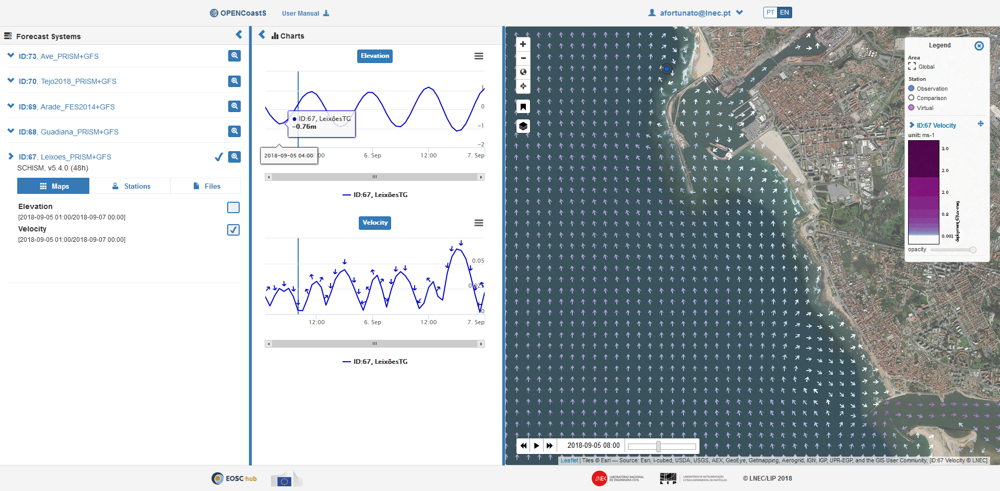 OPENCoastS
User Manual
afortunato@lnec.pt
PT EN
Forecast Systems
ID:73, Ave_PRISM+GFS
ID:70, Tejo2018_PRISM+GFS
ID:69, Arade_FES2014+GFS
ID:68, Guadiana_PRISM+GFS
ID:67, Leixoes_PRISM+GFS
SCHISM, v5.4.0 (48h)
Maps Stations Files
Elevation
[2018-09-05 01:00/2018-09-07 00:00]
Velocity
[2018-09-05 01:00/2018-09-07 00:00]
Charts
Elevation
1
0
−1
−2
ID:67, LeixõesTG
−0.76m
2018-09-05 04:00
:00 6. Sep 12:00 7. Sep
ID:67, LeixõesTG
Velocity
0.05
0.025
0
12:00 6. Sep 12:00 7. Sep
ID:67, LeixõesTG
Legend
Area
Global
Station
Observation
Comparison
Virtual
ID:67 Velocity
unit: ms-1
3.0
2.0
2.0
0.8
0.001
opacity
2018-09-05 08:00
Leaflet | Tiles © Esri — Source: Esri, i-cubed, USDA, USGS, AEX, GeoEye, Getmapping, Aerogrid, IGN, IGP, UPR-EGP, and the GIS User Community, [ID:67 Velocity © LNEC]
EOSC-hub
LNEC LABORATÓRIO NACIONAL
DE ENGENHARIA CIVIL
LIP LABORATÓRIO DE INSTRUMENTAÇÃO
E FÍSICA EXPERIMENTAL DE PARTÍCULAS
© LNEC/LIP 2018